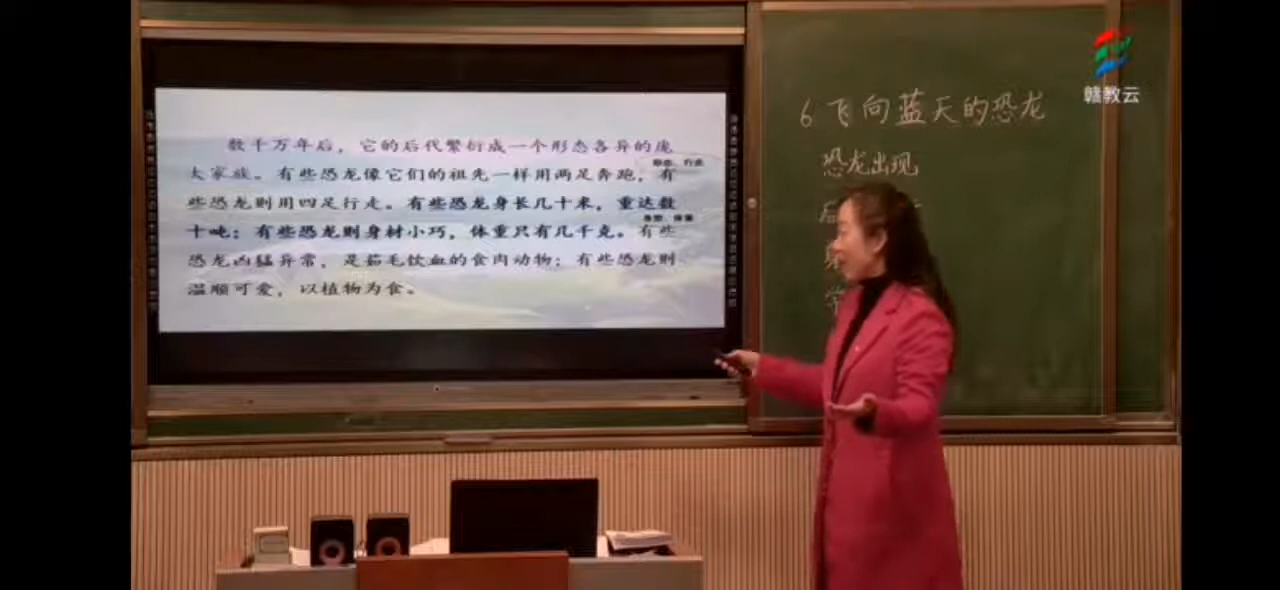 数千万年后，它的后代繁衍成一个形态各异的庞
大家族。有些恐龙像它们的祖先一样用两足奔跑，有
些恐龙则用四足行走。有些恐龙身长几十米，重达数
十吨；有些恐龙则身材小巧，体重只有几千克。有些
恐龙凶猛异常，是茹毛饮血的食肉动物；有些恐龙则
温顺可爱，以植物为食。
6 飞向蓝天的恐龙
恐龙出现
赣教云